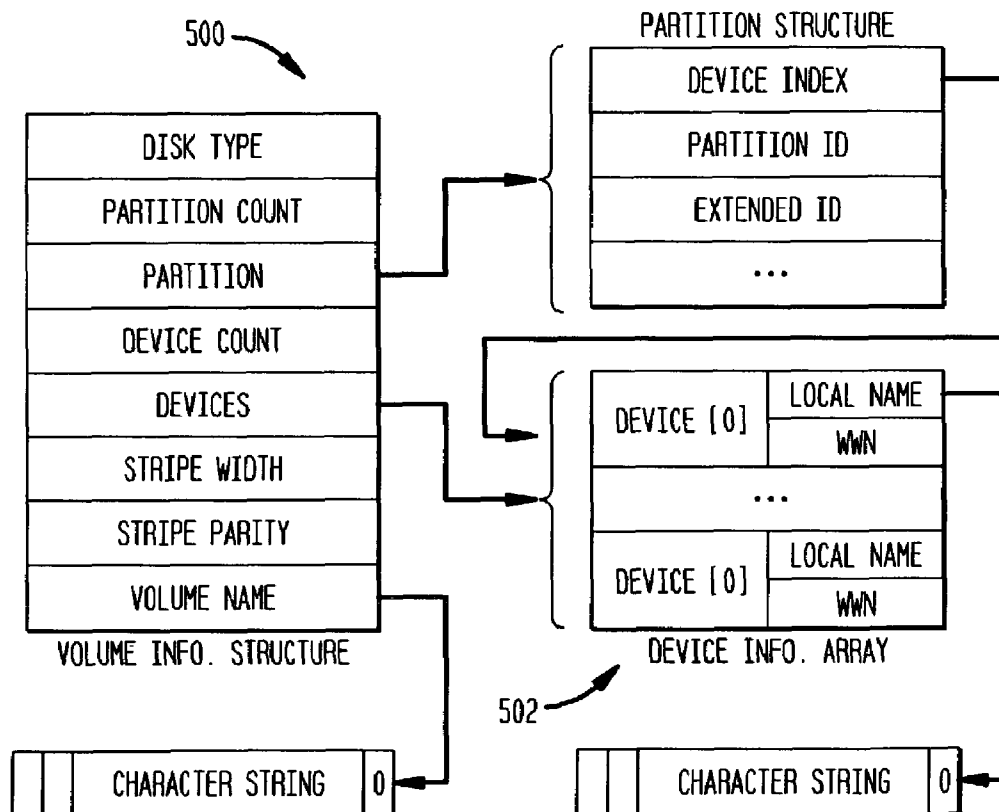 500
DISK TYPE
PARTITION COUNT
PARTITION
DEVICE COUNT
DEVICES
STRIPE WIDTH
STRIPE PARITY
VOLUME NAME
VOLUME INFO. STRUCTURE
CHARACTER STRING 0
PARTITION STRUCTURE
DEVICE INDEX
PARTITION ID
EXTENDED ID
...
DEVICE [0] LOCAL NAME
WWN
...
DEVICE [0] LOCAL NAME
WWN
DEVICE INFO. ARRAY
502
CHARACTER STRING 0